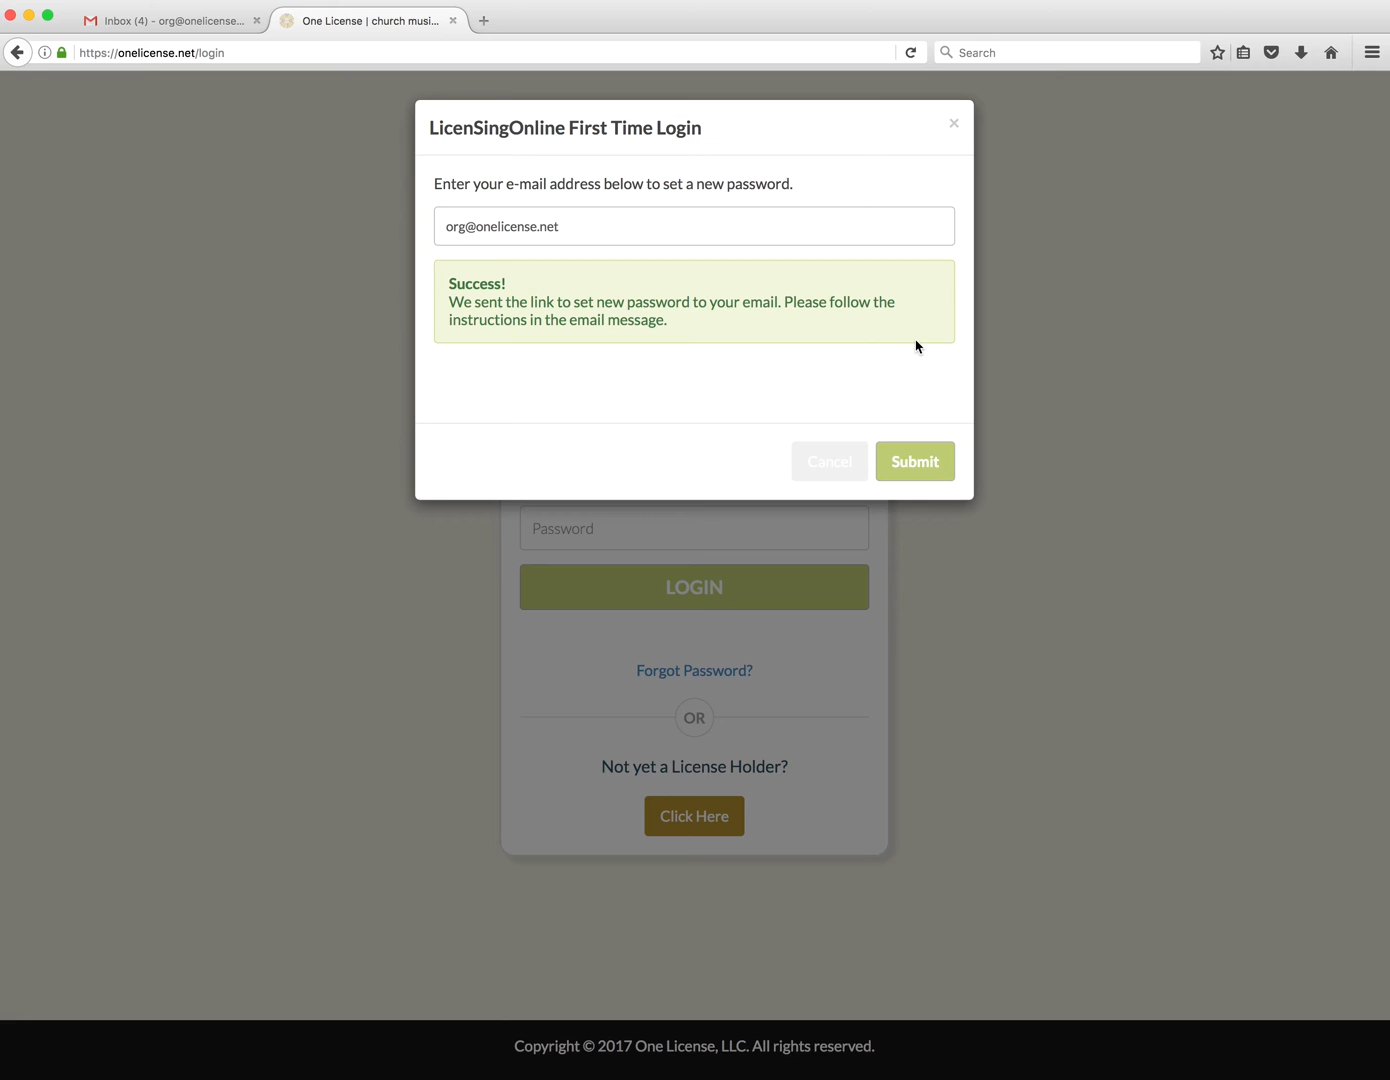 Inbox (4) - org@onelicense...
One License | church musi...
https://onelicense.net/login
Search
LicenSingOnline First Time Login
Enter your e-mail address below to set a new password.
org@onelicense.net
Success!
We sent the link to set new password to your email. Please follow the
instructions in the email message.
Cancel
Submit
Password
LOGIN
Forgot Password?
OR
Not yet a License Holder?
Click Here
Copyright © 2017 One License, LLC. All rights reserved.